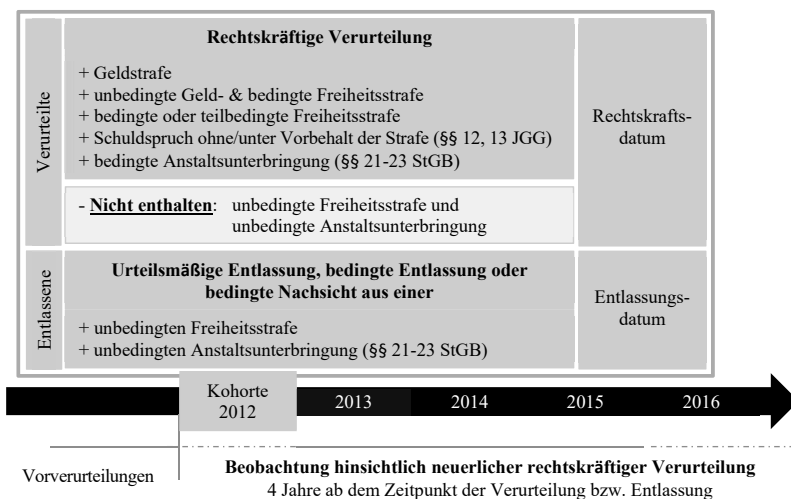 Verurteilte
Rechtskräftige Verurteilung
+ Geldstrafe
+ unbedingte Geld- & bedingte Freiheitsstrafe
+ bedingte oder teilbedingte Freiheitsstrafe
+ Schuldspruch ohne/unter Vorbehalt der Strafe (§§ 12, 13 JGG)
+ bedingte Anstaltsunterbringung (§§ 21-23 StGB)
- Nicht enthalten: unbedingte Freiheitsstrafe und
unbedingte Anstaltsunterbringung
Rechtskrafts-
datum
Entlassene
Urteilsmäßige Entlassung, bedingte Entlassung oder
bedingte Nachsicht aus einer
+ unbedingten Freiheitsstrafe
+ unbedingten Anstaltsunterbringung (§§ 21-23 StGB)
Entlassungs-
datum
Kohorte
2012
2013
2014
2015
2016
Vorverurteilungen
Beobachtung hinsichtlich neuerlicher rechtskräftiger Verurteilung
4 Jahre ab dem Zeitpunkt der Verurteilung bzw. Entlassung